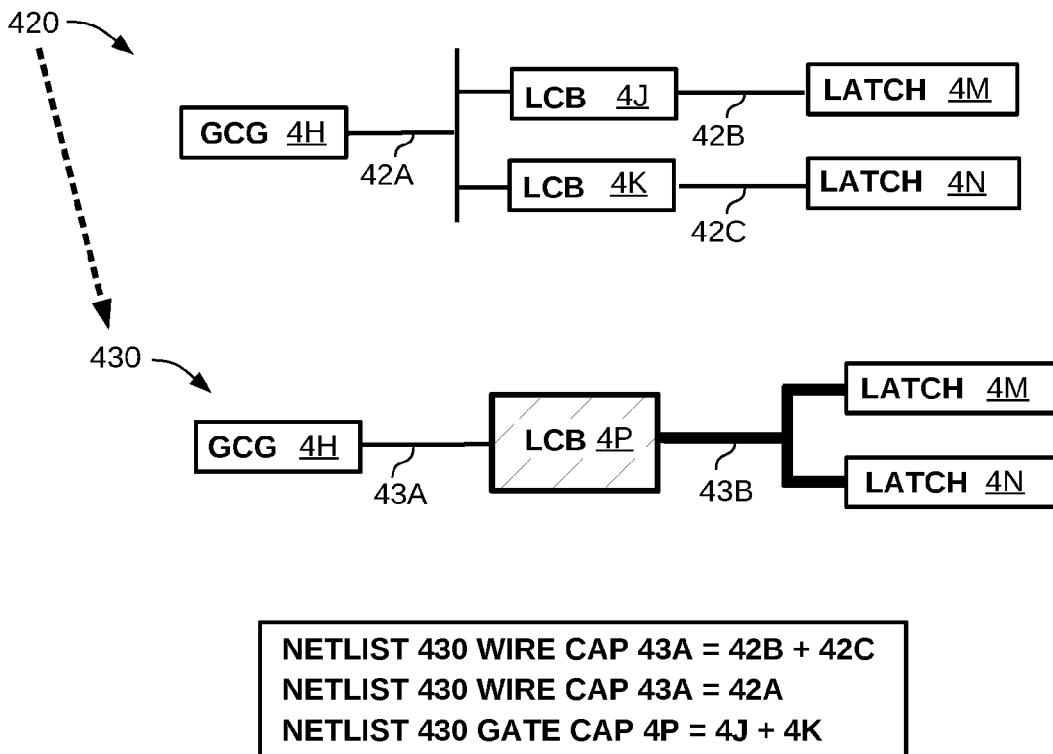 420
GCG 4H
42A
LCB 4J
42B
LATCH 4M
LCB 4K
42C
LATCH 4N
430
GCG 4H
43A
LCB 4P
43B
LATCH 4M
LATCH 4N
NETLIST 430 WIRE CAP 43A = 42B + 42C
NETLIST 430 WIRE CAP 43A = 42A
NETLIST 430 GATE CAP 4P = 4J + 4K